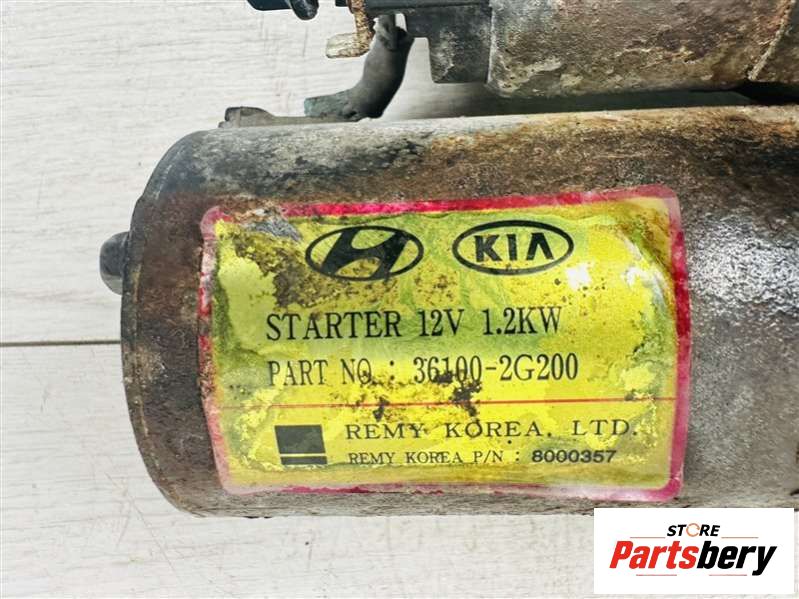 KIA
STARTER 12V 1.2KW
PART NO : 36100-2G200
REMY KOREA, LTD.
REMY KOREA P/N : 8000357
STORE
Partsbery